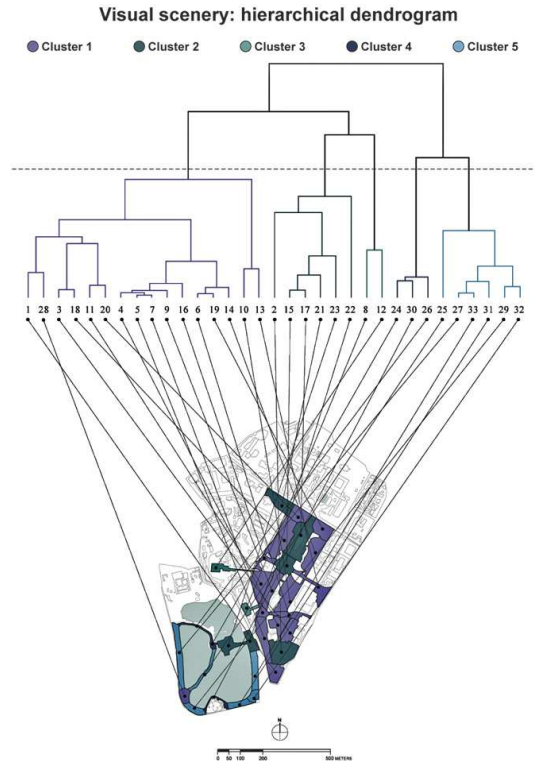 Visual scenery: hierarchical dendrogram
Cluster 1 Cluster 2 Cluster 3 Cluster 4 Cluster 5
1 28 3 18 11 20 4 5 7 9 16 6 19 14 10 13 2 15 17 21 23 22 8 12 24 30 26 25 27 33 31 29 32
N
0 50 100 200 500 METERS